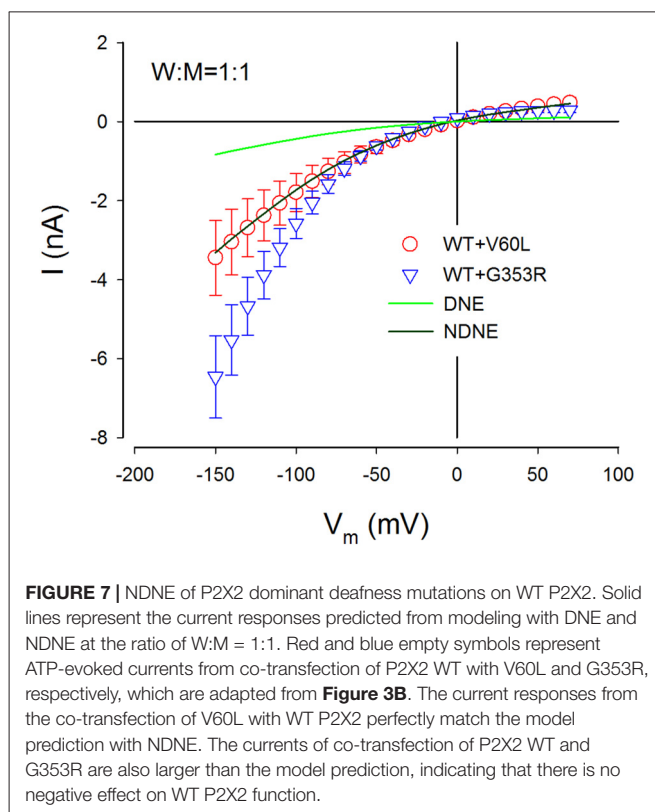 2
W:M=1:1
0
-2
WT+V60L
WT+G353R
DNE
-4
NDNE
-6
-8
I (nA)
-200 -150 -100 -50 0 50 100
Vm (mV)
FIGURE 7 | NDNE of P2X2 dominant deafness mutations on WT P2X2. Solid
lines represent the current responses predicted from modeling with DNE and
NDNE at the ratio of W:M = 1:1. Red and blue empty symbols represent
ATP-evoked currents from co-transfection of P2X2 WT with V60L and G353R,
respectively, which are adapted from Figure 3B. The current responses from
the co-transfection of V60L with WT P2X2 perfectly match the model
prediction with NDNE. The currents of co-transfection of P2X2 WT and
G353R are also larger than the model prediction, indicating that there is no
negative effect on WT P2X2 function.